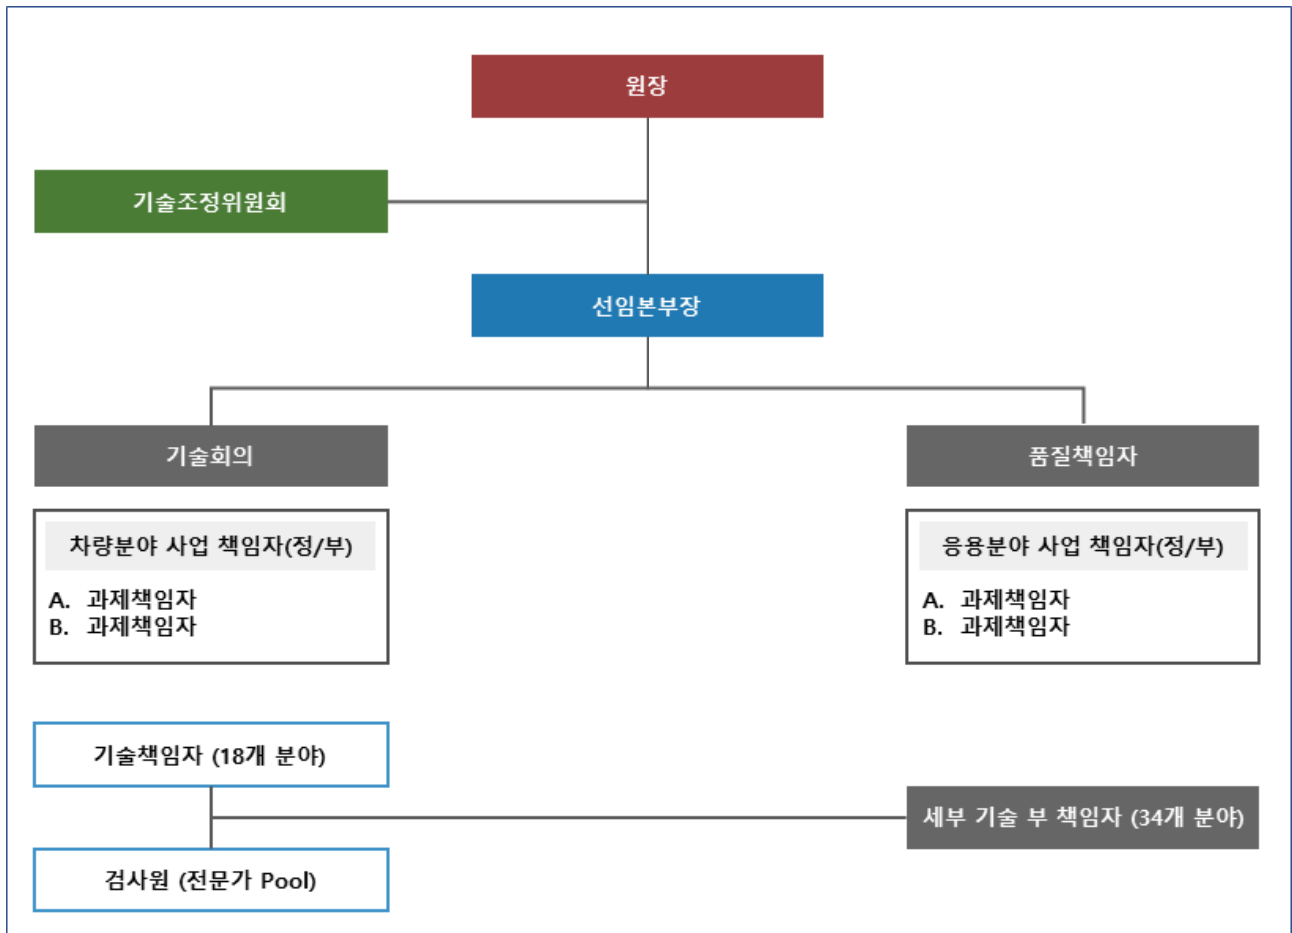 원장
기술조정위원회
선임본부장
기술회의
품질책임자
차량분야 사업 책임자(정/부)
A. 과제책임자
B. 과제책임자
응용분야 사업 책임자(정/부)
A. 과제책임자
B. 과제책임자
기술책임자 (18개 분야)
세부 기술 부 책임자 (34개 분야)
검사원 (전문가 Pool)